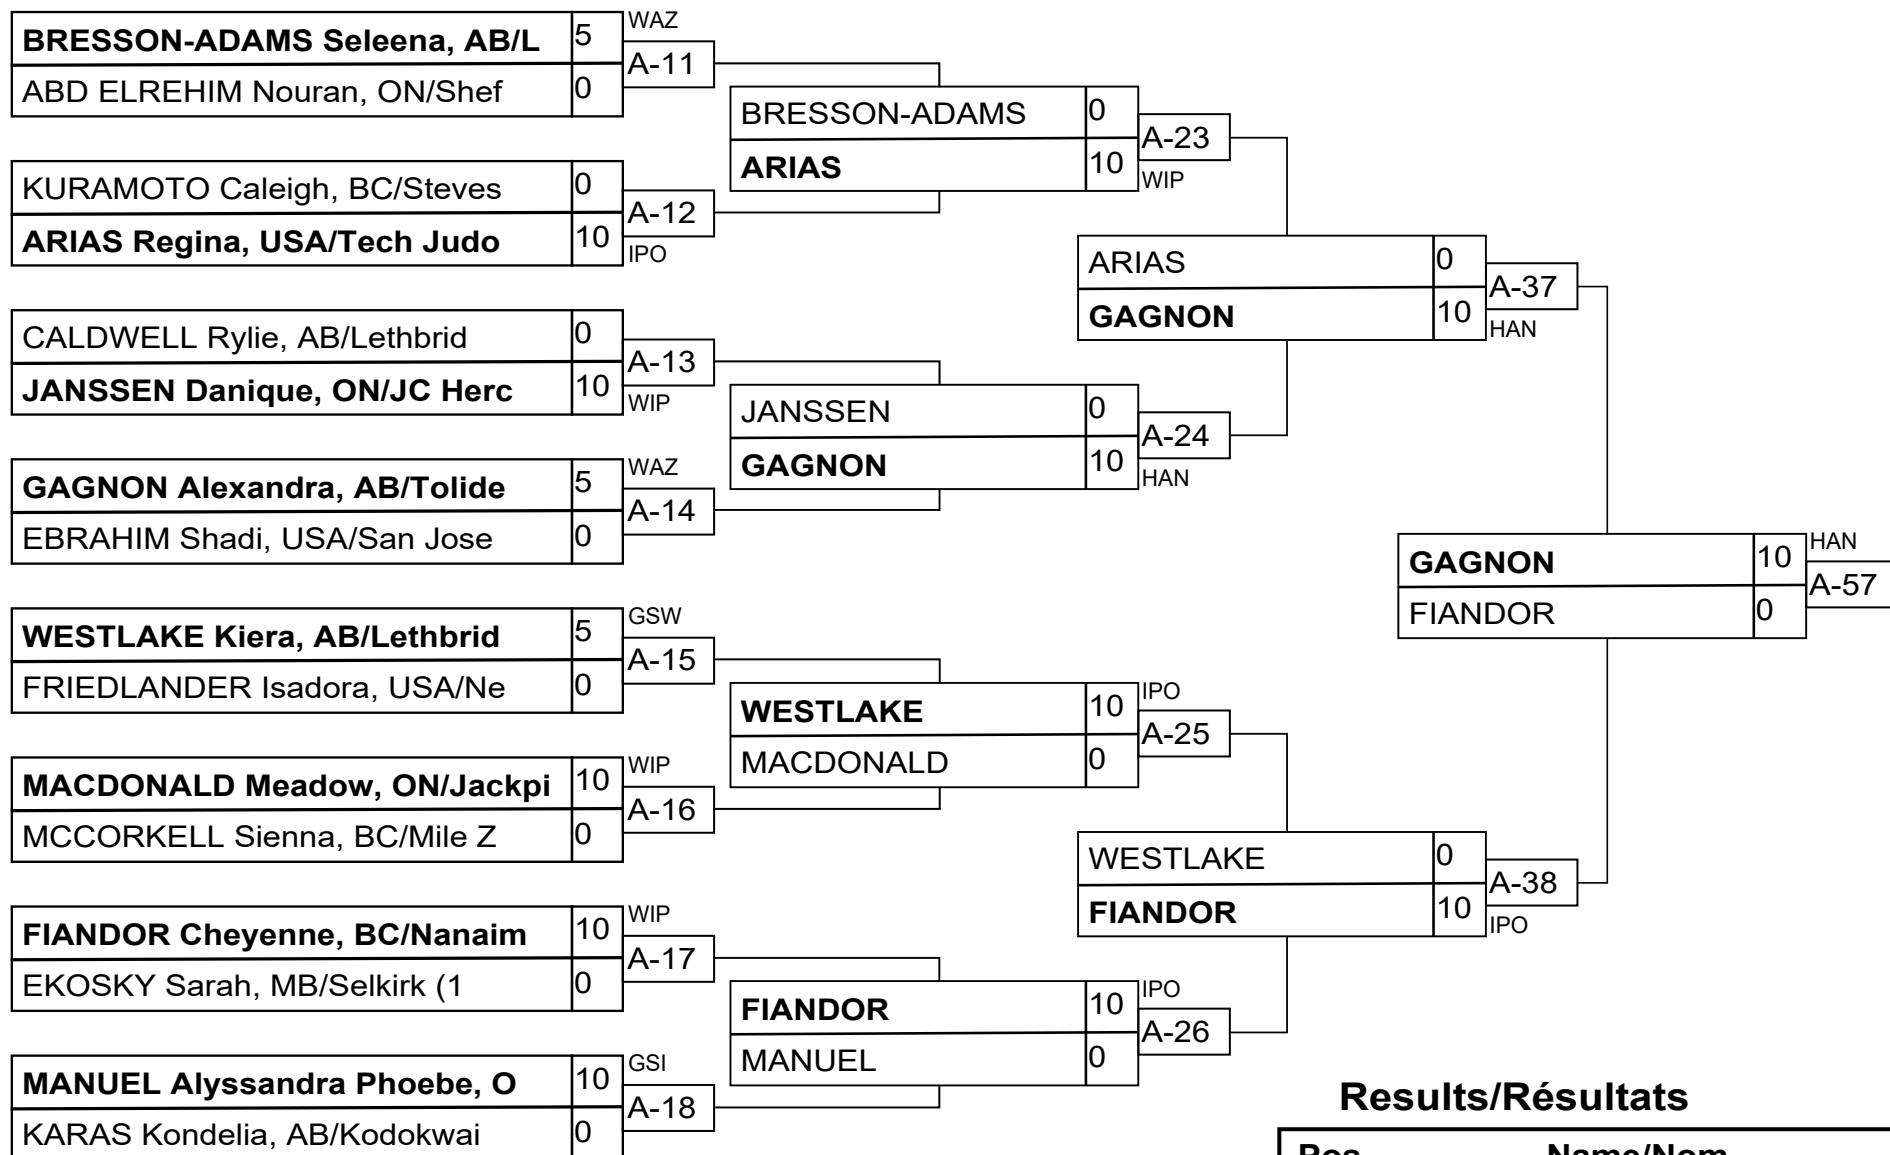 WAZ
BRESSON-ADAMS Seleena, AB/L 5
A-11
ABD ELREHIM Nouran, ON/Shef 0
KURAMOTO Caleigh, BC/Steves 0
A-12
ARIAS Regina, USA/Tech Judo 10
IPO
CALDWELL Rylie, AB/Lethbrid 0
A-13
JANSSEN Danique, ON/JC Herc 10
WIP
WAZ
GAGNON Alexandra, AB/Tolide 5
A-14
EBRAHIM Shadi, USA/San Jose 0
GSW
WESTLAKE Kiera, AB/Lethbrid 5
A-15
FRIEDLANDER Isadora, USA/Ne 0
WIP
MACDONALD Meadow, ON/Jackpi 10
A-16
MCCORKELL Sienna, BC/Mile Z 0
WIP
FIANDOR Cheyenne, BC/Nanaim 10
A-17
EKOSKY Sarah, MB/Selkirk (1 0
GSI
MANUEL Alyssandra Phoebe, O 10
A-18
KARAS Kondelia, AB/Kodokwai 0
BRESSON-ADAMS 0
A-23
ARIAS 10
WIP
JANSSEN 0
A-24
GAGNON 10
HAN
IPO
WESTLAKE 10
A-25
MACDONALD 0
IPO
FIANDOR 10
A-26
MANUEL 0
ARIAS 0
A-37
GAGNON 10
HAN
WESTLAKE 0
A-38
FIANDOR 10
IPO
HAN
GAGNON 10
A-57
FIANDOR 0
Results/Résultats
Pos Name/Nom